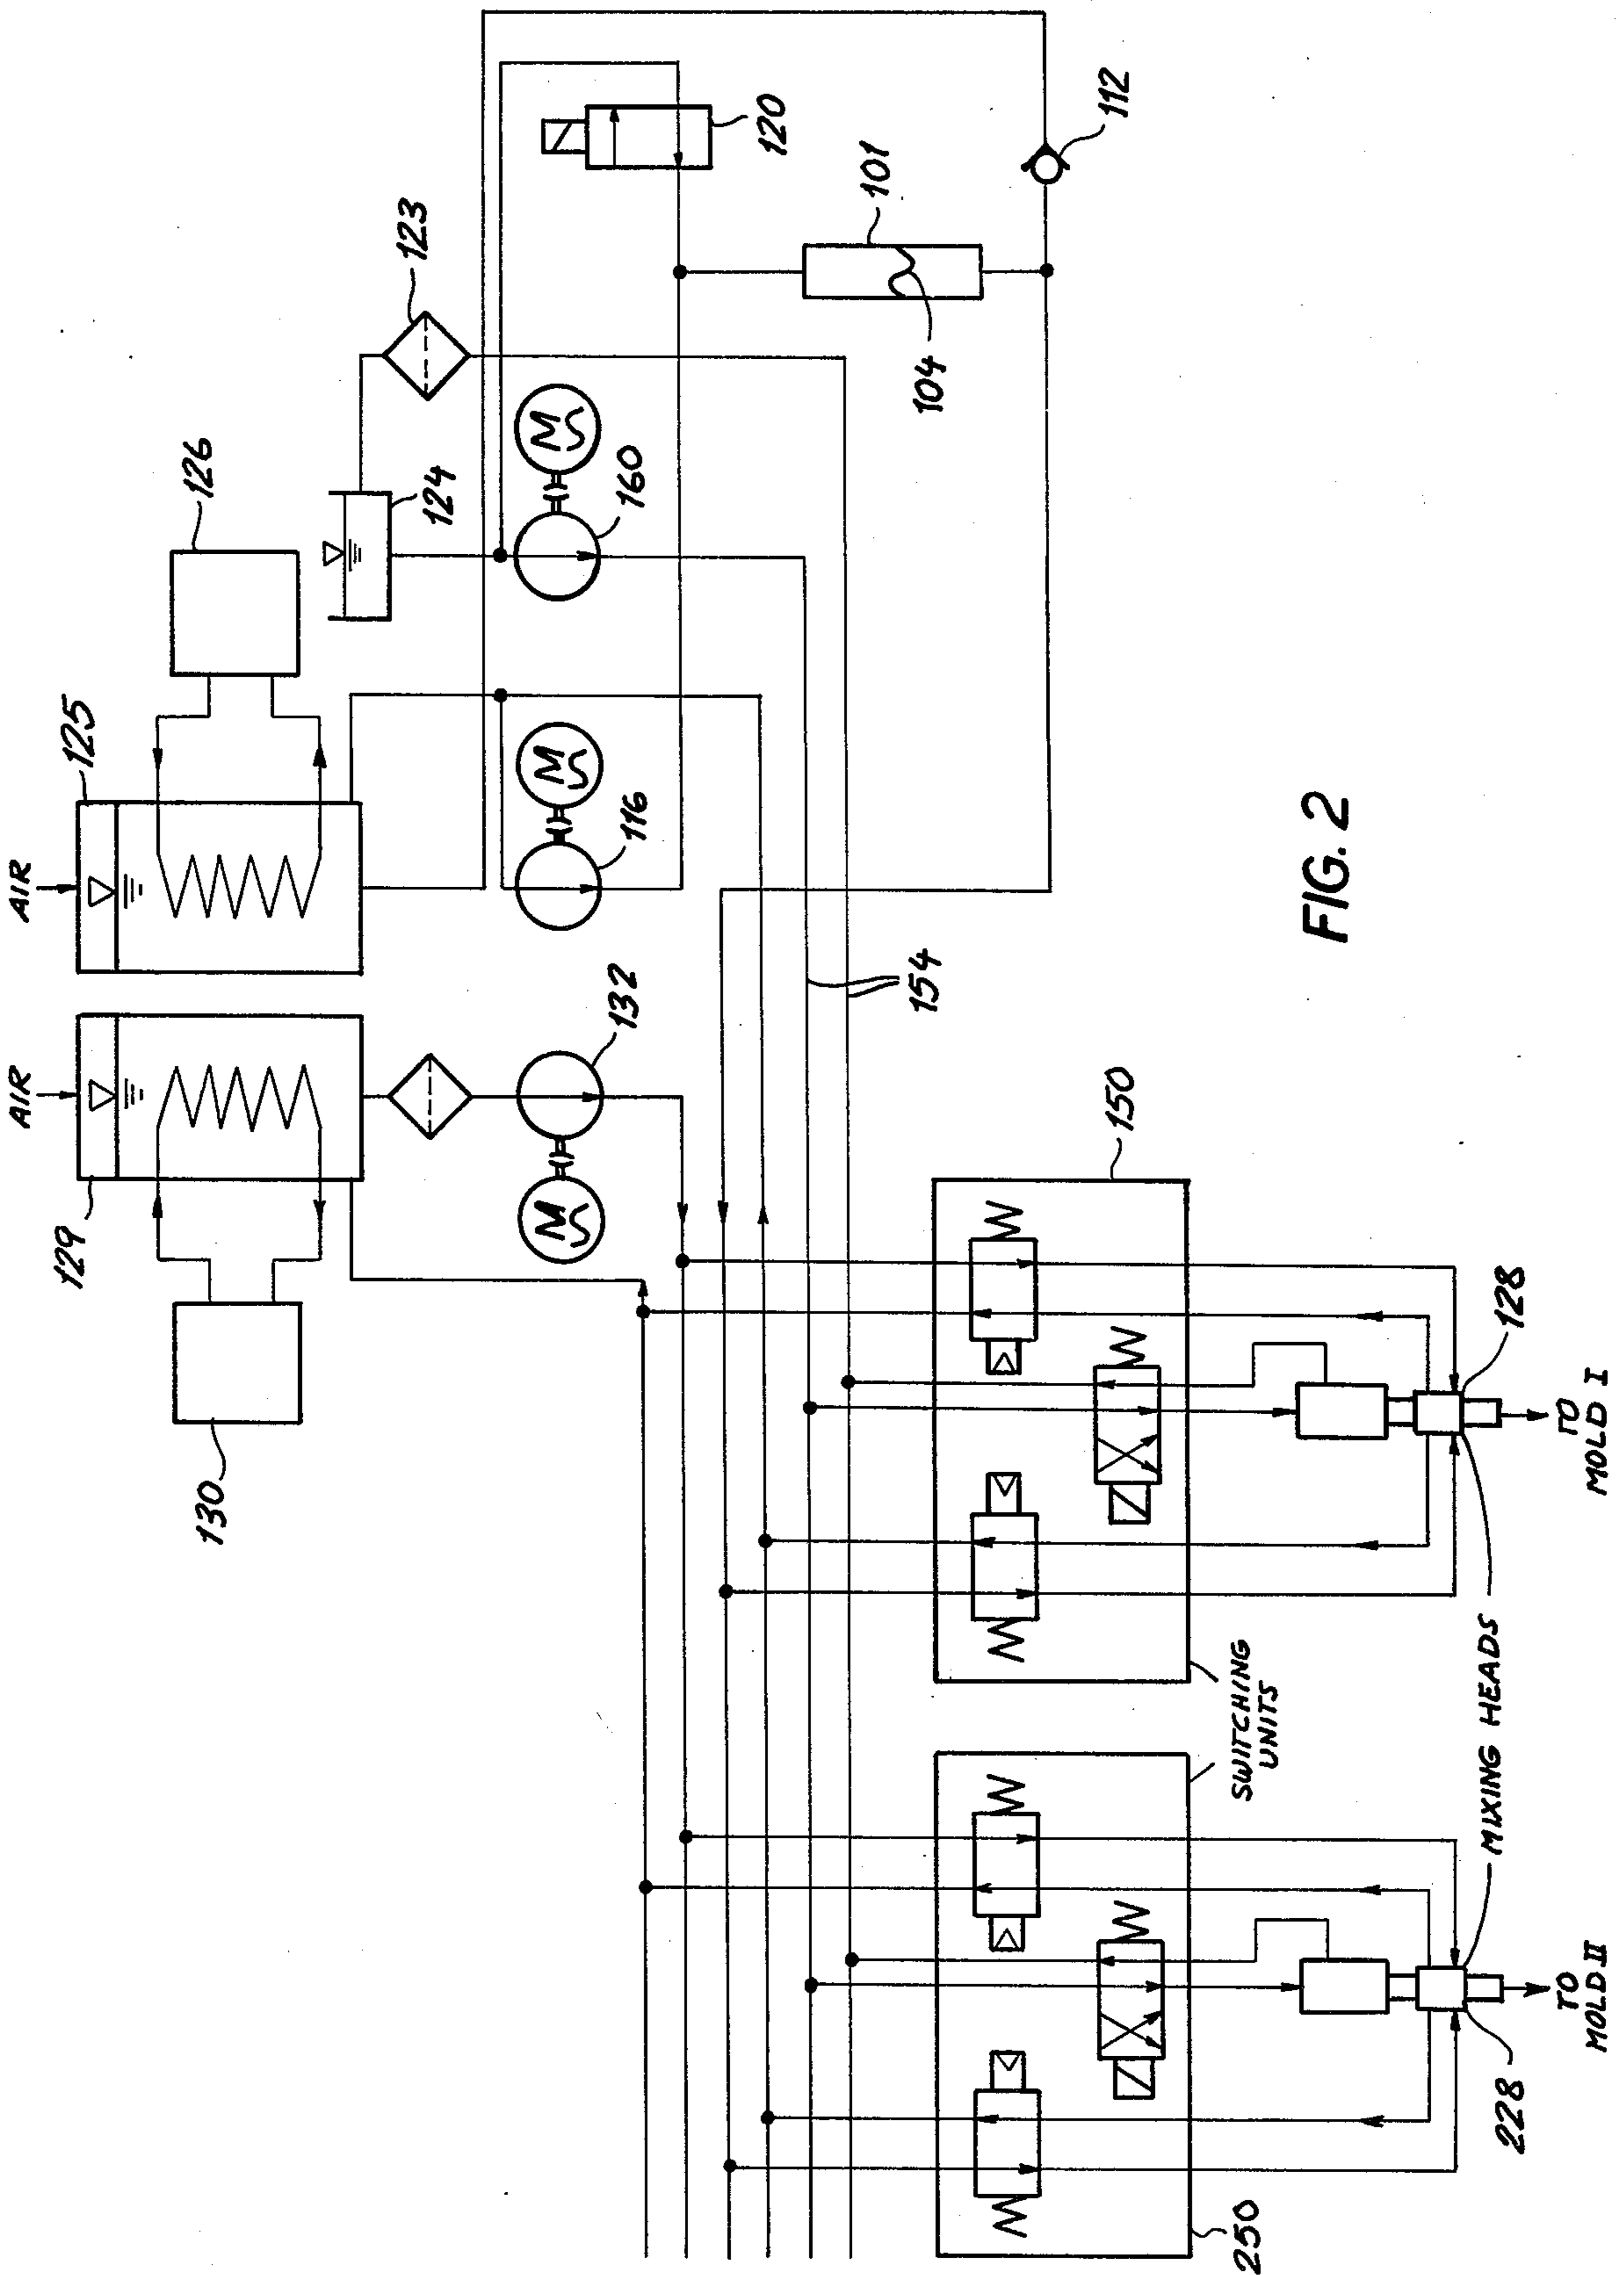 AIR
AIR
129
125
130
126
132
116
124
123
160
120
101
104
112
154
150
250
SWITCHING
UNITS
MIXING HEADS
228
128
TO
MOLD II
TO
MOLD I
M
M
M
FIG. 2